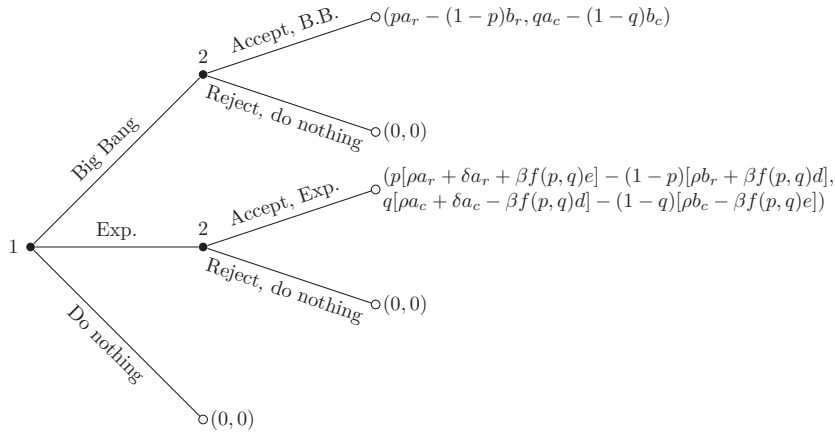 Accept, B.B.
(pa_r − (1 − p)b_r, qa_c − (1 − q)b_c)
2
Reject, do nothing
(0, 0)
Big Bang
(p[ρa_r + δa_r + βf(p, q)e] − (1 − p)[ρb_r + βf(p, q)d],
q[ρa_c + δa_c − βf(p, q)d] − (1 − q)[ρb_c − βf(p, q)e])
Accept, Exp.
Exp.
2
1
Reject, do nothing
(0, 0)
Do nothing
(0, 0)